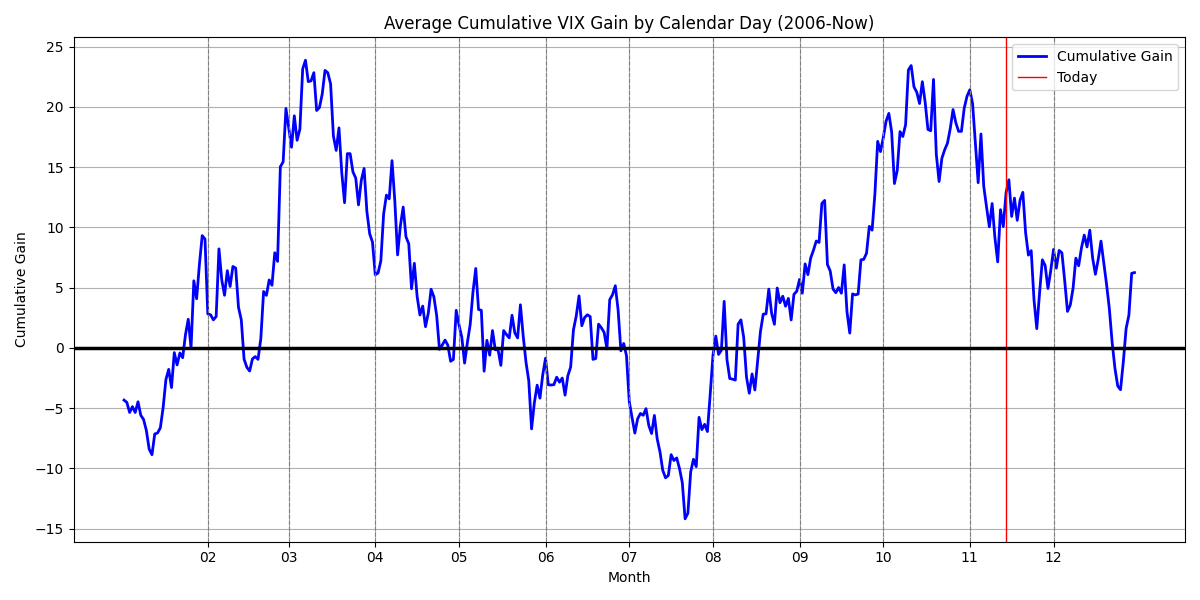 Average Cumulative VIX Gain by Calendar Day (2006-Now)
Cumulative Gain
Today
Cumulative Gain
25
20
15
10
5
0
−5
−10
−15
02 03 04 05 06 07 08 09 10 11 12
Month